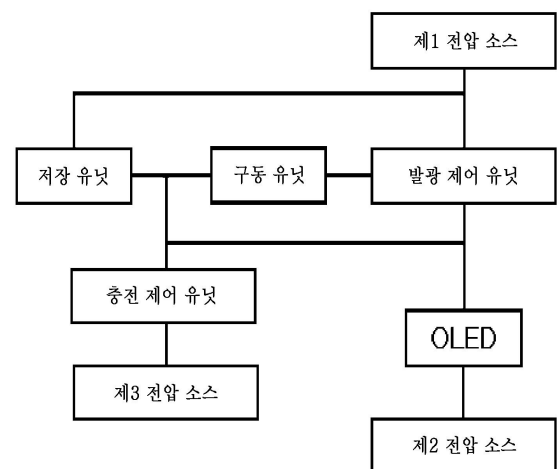 제1 전압 소스
저장 유닛
구동 유닛
발광 제어 유닛
충전 제어 유닛
OLED
제3 전압 소스
제2 전압 소스